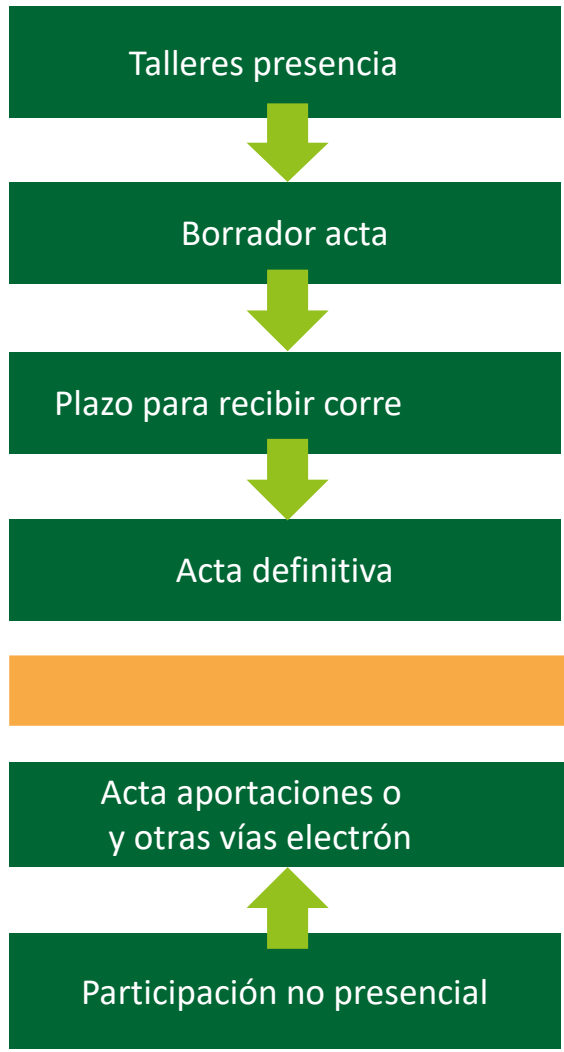 Talleres presencia
Borrador acta
Plazo para recibir corre
Acta definitiva
Acta aportaciones o
y otras vías electrón
Participación no presencial